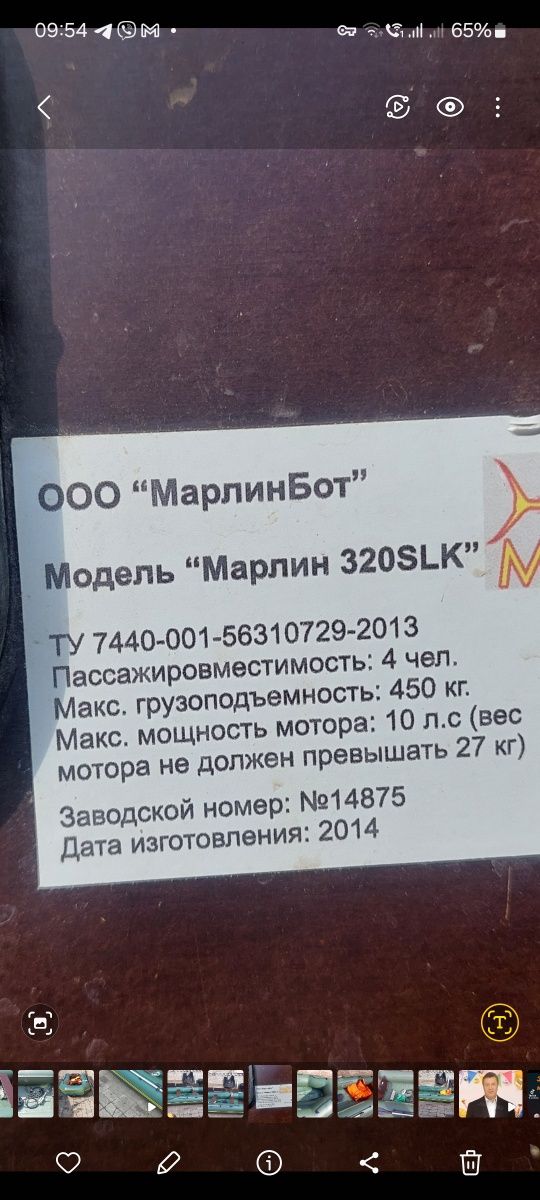 09:54
65%
ООО “МарлинБот”
Модель “Марлин 320SLK”
ТУ 7440-001-56310729-2013
Пассажировместимость: 4 чел.
Макс. грузоподъемность: 450 кг.
Макс. мощность мотора: 10 л.с (вес
мотора не должен превышать 27 кг)
Заводской номер: №14875
Дата изготовления: 2014
M
T